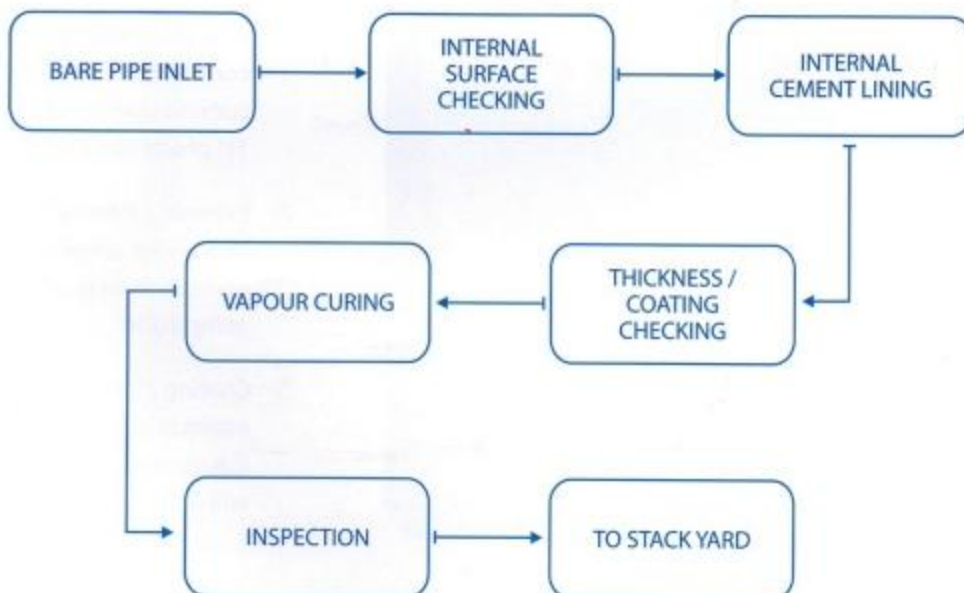 BARE PIPE INLET
INTERNAL
SURFACE
CHECKING
INTERNAL
CEMENT LINING
THICKNESS /
COATING
CHECKING
VAPOUR CURING
INSPECTION
TO STACK YARD